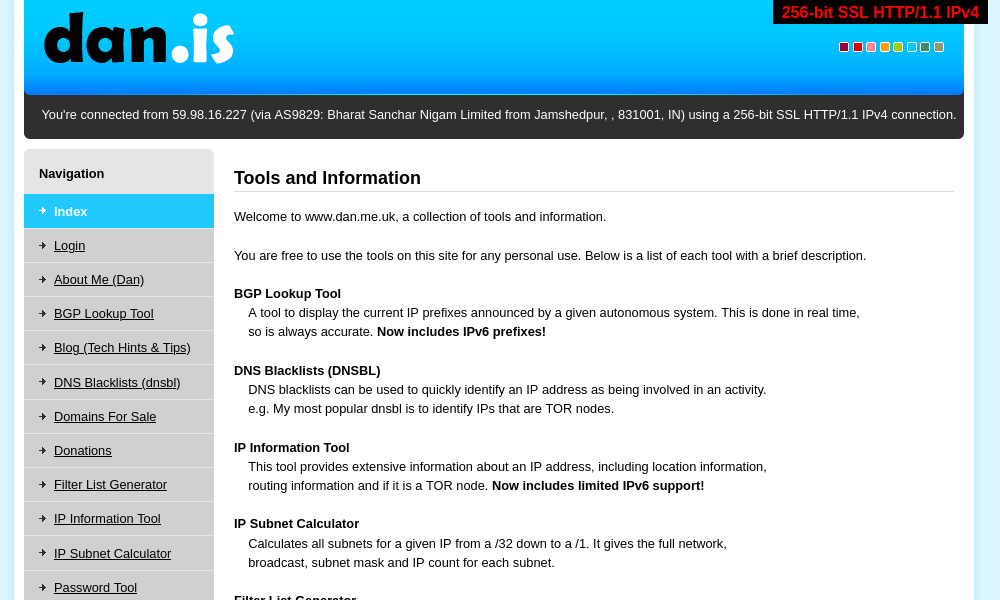 256-bit SSL HTTP/1.1 IPv4
dan.is
You're connected from 59.98.16.227 (via AS9829: Bharat Sanchar Nigam Limited from Jamshedpur, , 831001, IN) using a 256-bit SSL HTTP/1.1 IPv4 connection.
Navigation
Index
Login
About Me (Dan)
BGP Lookup Tool
Blog (Tech Hints & Tips)
DNS Blacklists (dnsbl)
Domains For Sale
Donations
Filter List Generator
IP Information Tool
IP Subnet Calculator
Password Tool
Tools and Information
Welcome to www.dan.me.uk, a collection of tools and information.
You are free to use the tools on this site for any personal use. Below is a list of each tool with a brief description.
BGP Lookup Tool
A tool to display the current IP prefixes announced by a given autonomous system. This is done in real time,
so is always accurate. Now includes IPv6 prefixes!
DNS Blacklists (DNSBL)
DNS blacklists can be used to quickly identify an IP address as being involved in an activity.
e.g. My most popular dnsbl is to identify IPs that are TOR nodes.
IP Information Tool
This tool provides extensive information about an IP address, including location information,
routing information and if it is a TOR node. Now includes limited IPv6 support!
IP Subnet Calculator
Calculates all subnets for a given IP from a /32 down to a /1. It gives the full network,
broadcast, subnet mask and IP count for each subnet.
Filter List Generator